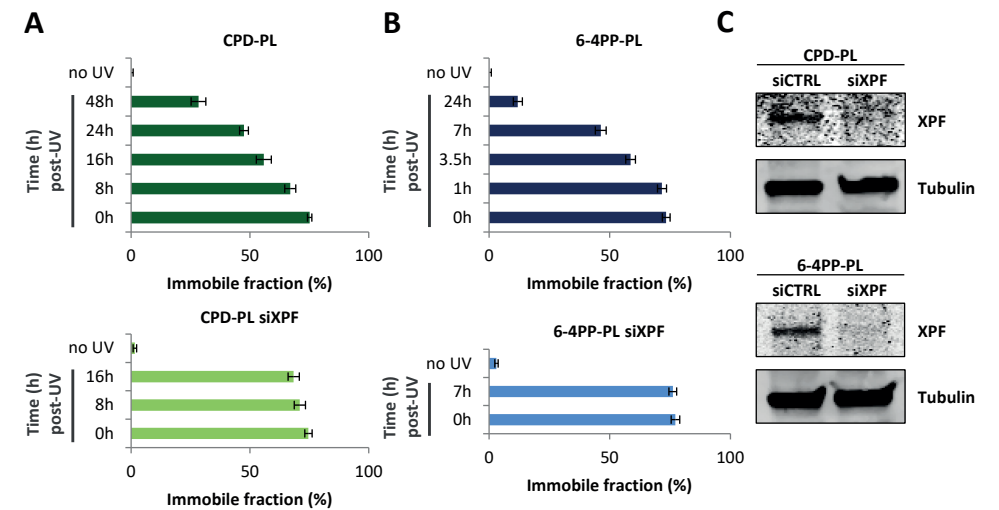 A
CPD-PL
no UV
48h
24h
16h
8h
0h
Time (h)
post-UV
0 50 100
Immobile fraction (%)
CPD-PL siXPF
no UV
16h
8h
0h
Time (h)
post-UV
0 50 100
Immobile fraction (%)
B
6-4PP-PL
no UV
24h
7h
3.5h
1h
0h
Time (h)
post-UV
0 50 100
Immobile fraction (%)
6-4PP-PL siXPF
no UV
7h
0h
Time (h)
post-UV
0 50 100
Immobile fraction (%)
C
CPD-PL
siCTRL siXPF
XPF
Tubulin
6-4PP-PL
siCTRL siXPF
XPF
Tubulin